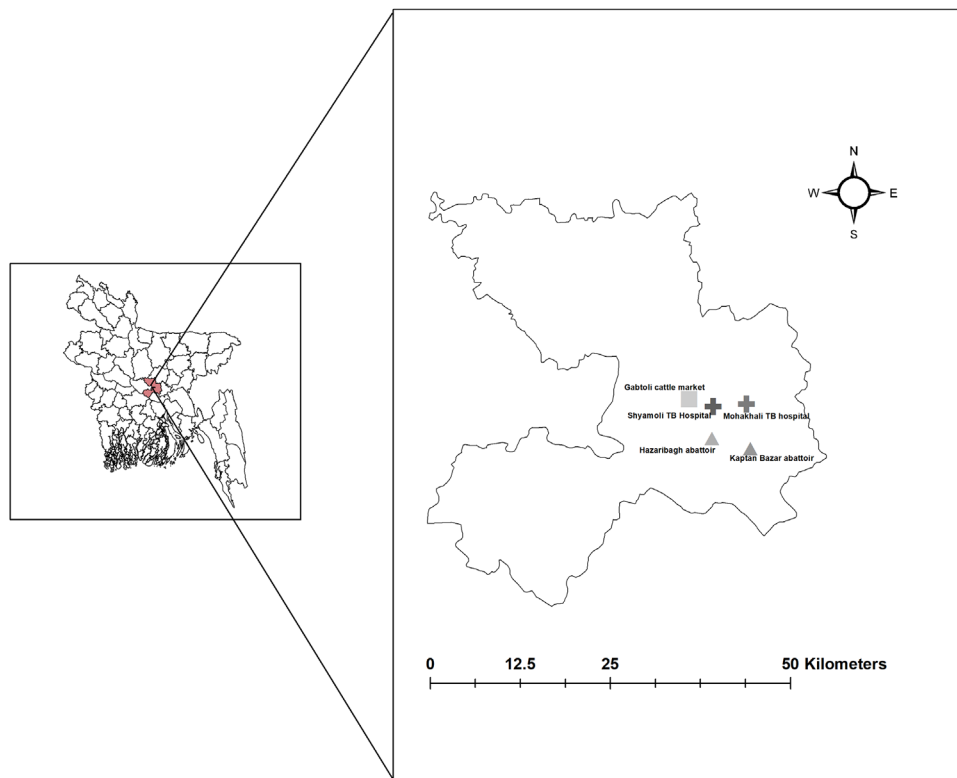 N
W E
S
Gabtoli cattle market
Shyamoli TB Hospital Mohakhali TB hospital
Hazaribagh abattoir
Kaptan Bazar abattoir
0 12.5 25 50 Kilometers